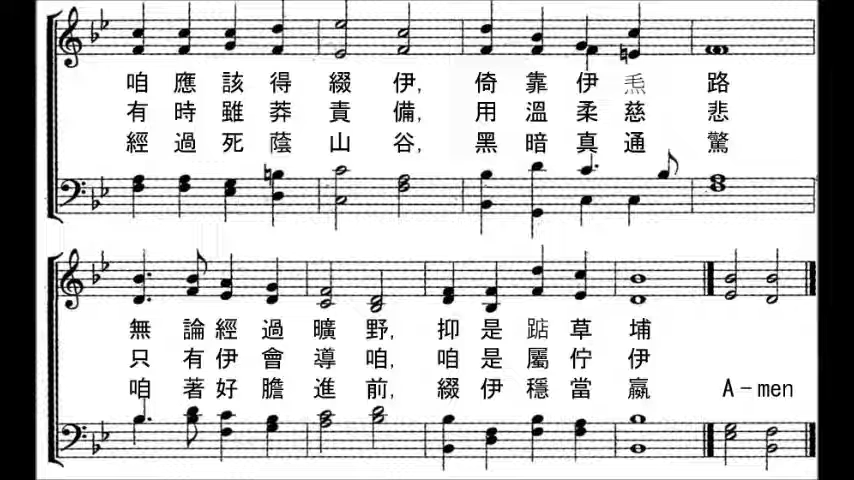 咱應該得綴伊, 倚靠伊焄路
有時雖莽責備, 用溫柔慈悲
經過死蔭山谷, 黑暗真通驚
無論經過曠野, 抑是踮草埔
只有伊會導咱, 咱是屬佇伊
咱著好膽進前, 綴伊穩當嬴 A-men